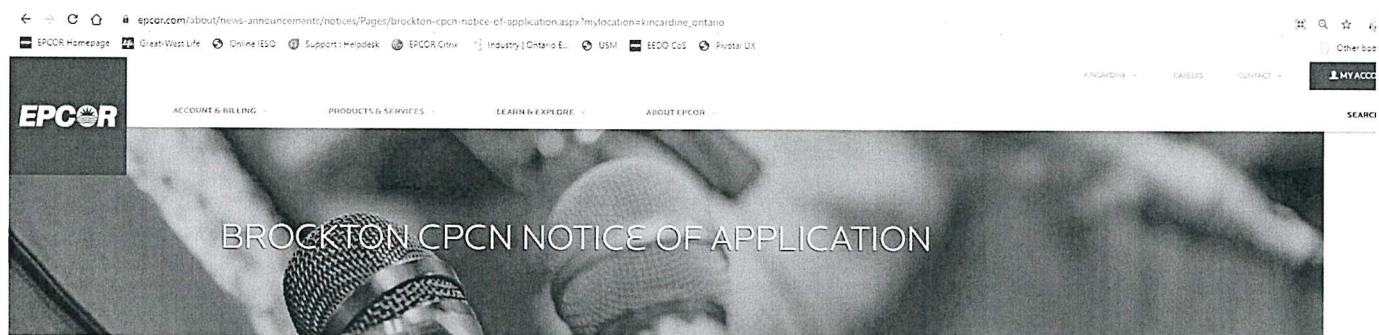 epcor.com/about/news-announcements/notices/Pages/brockton-cpcn-notice-of-application.aspx?mylocation=kincardine_ontario
EPCOR Homepage Great-West Life Online IESO Support : Helpdesk EPCOR Citrix Industry | Ontario E... USM EEDO CoS Pivotal UX
Other boo
KINCARDINE CAREERS CONTACT MY ACCO
EPCOR ACCOUNT & BILLING PRODUCTS & SERVICES LEARN & EXPLORE ABOUT EPCOR SEARCH
BROCKTON CPCN NOTICE OF APPLICATION